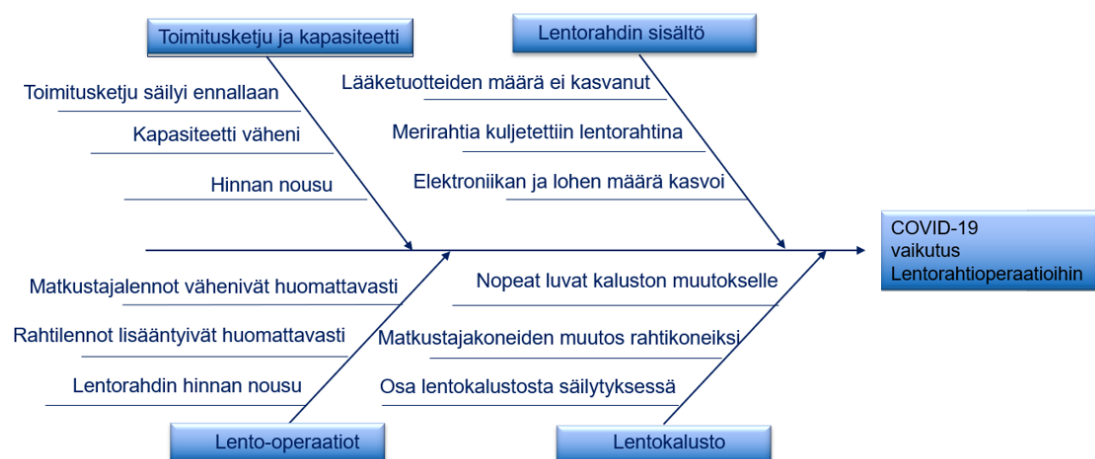 Toimitusketju ja kapasiteetti
Lentorahdin sisältö
Toimitusketju säilyi ennallaan
Kapasiteetti väheni
Hinnan nousu
Lääketuotteiden määrä ei kasvanut
Merirahtia kuljetettiin lentorahtina
Elektroniikan ja lohen määrä kasvoi
COVID-19
vaikutus
Lentorahtioperaatioihin
Matkustajalennot vähenivät huomattavasti
Rahtilennot lisääntyivät huomattavasti
Lentorahdin hinnan nousu
Nopeat luvat kaluston muutokselle
Matkustajakoneiden muutos rahtikoneiksi
Osa lentokalustosta säilytyksessä
Lento-operaatiot
Lentokalusto